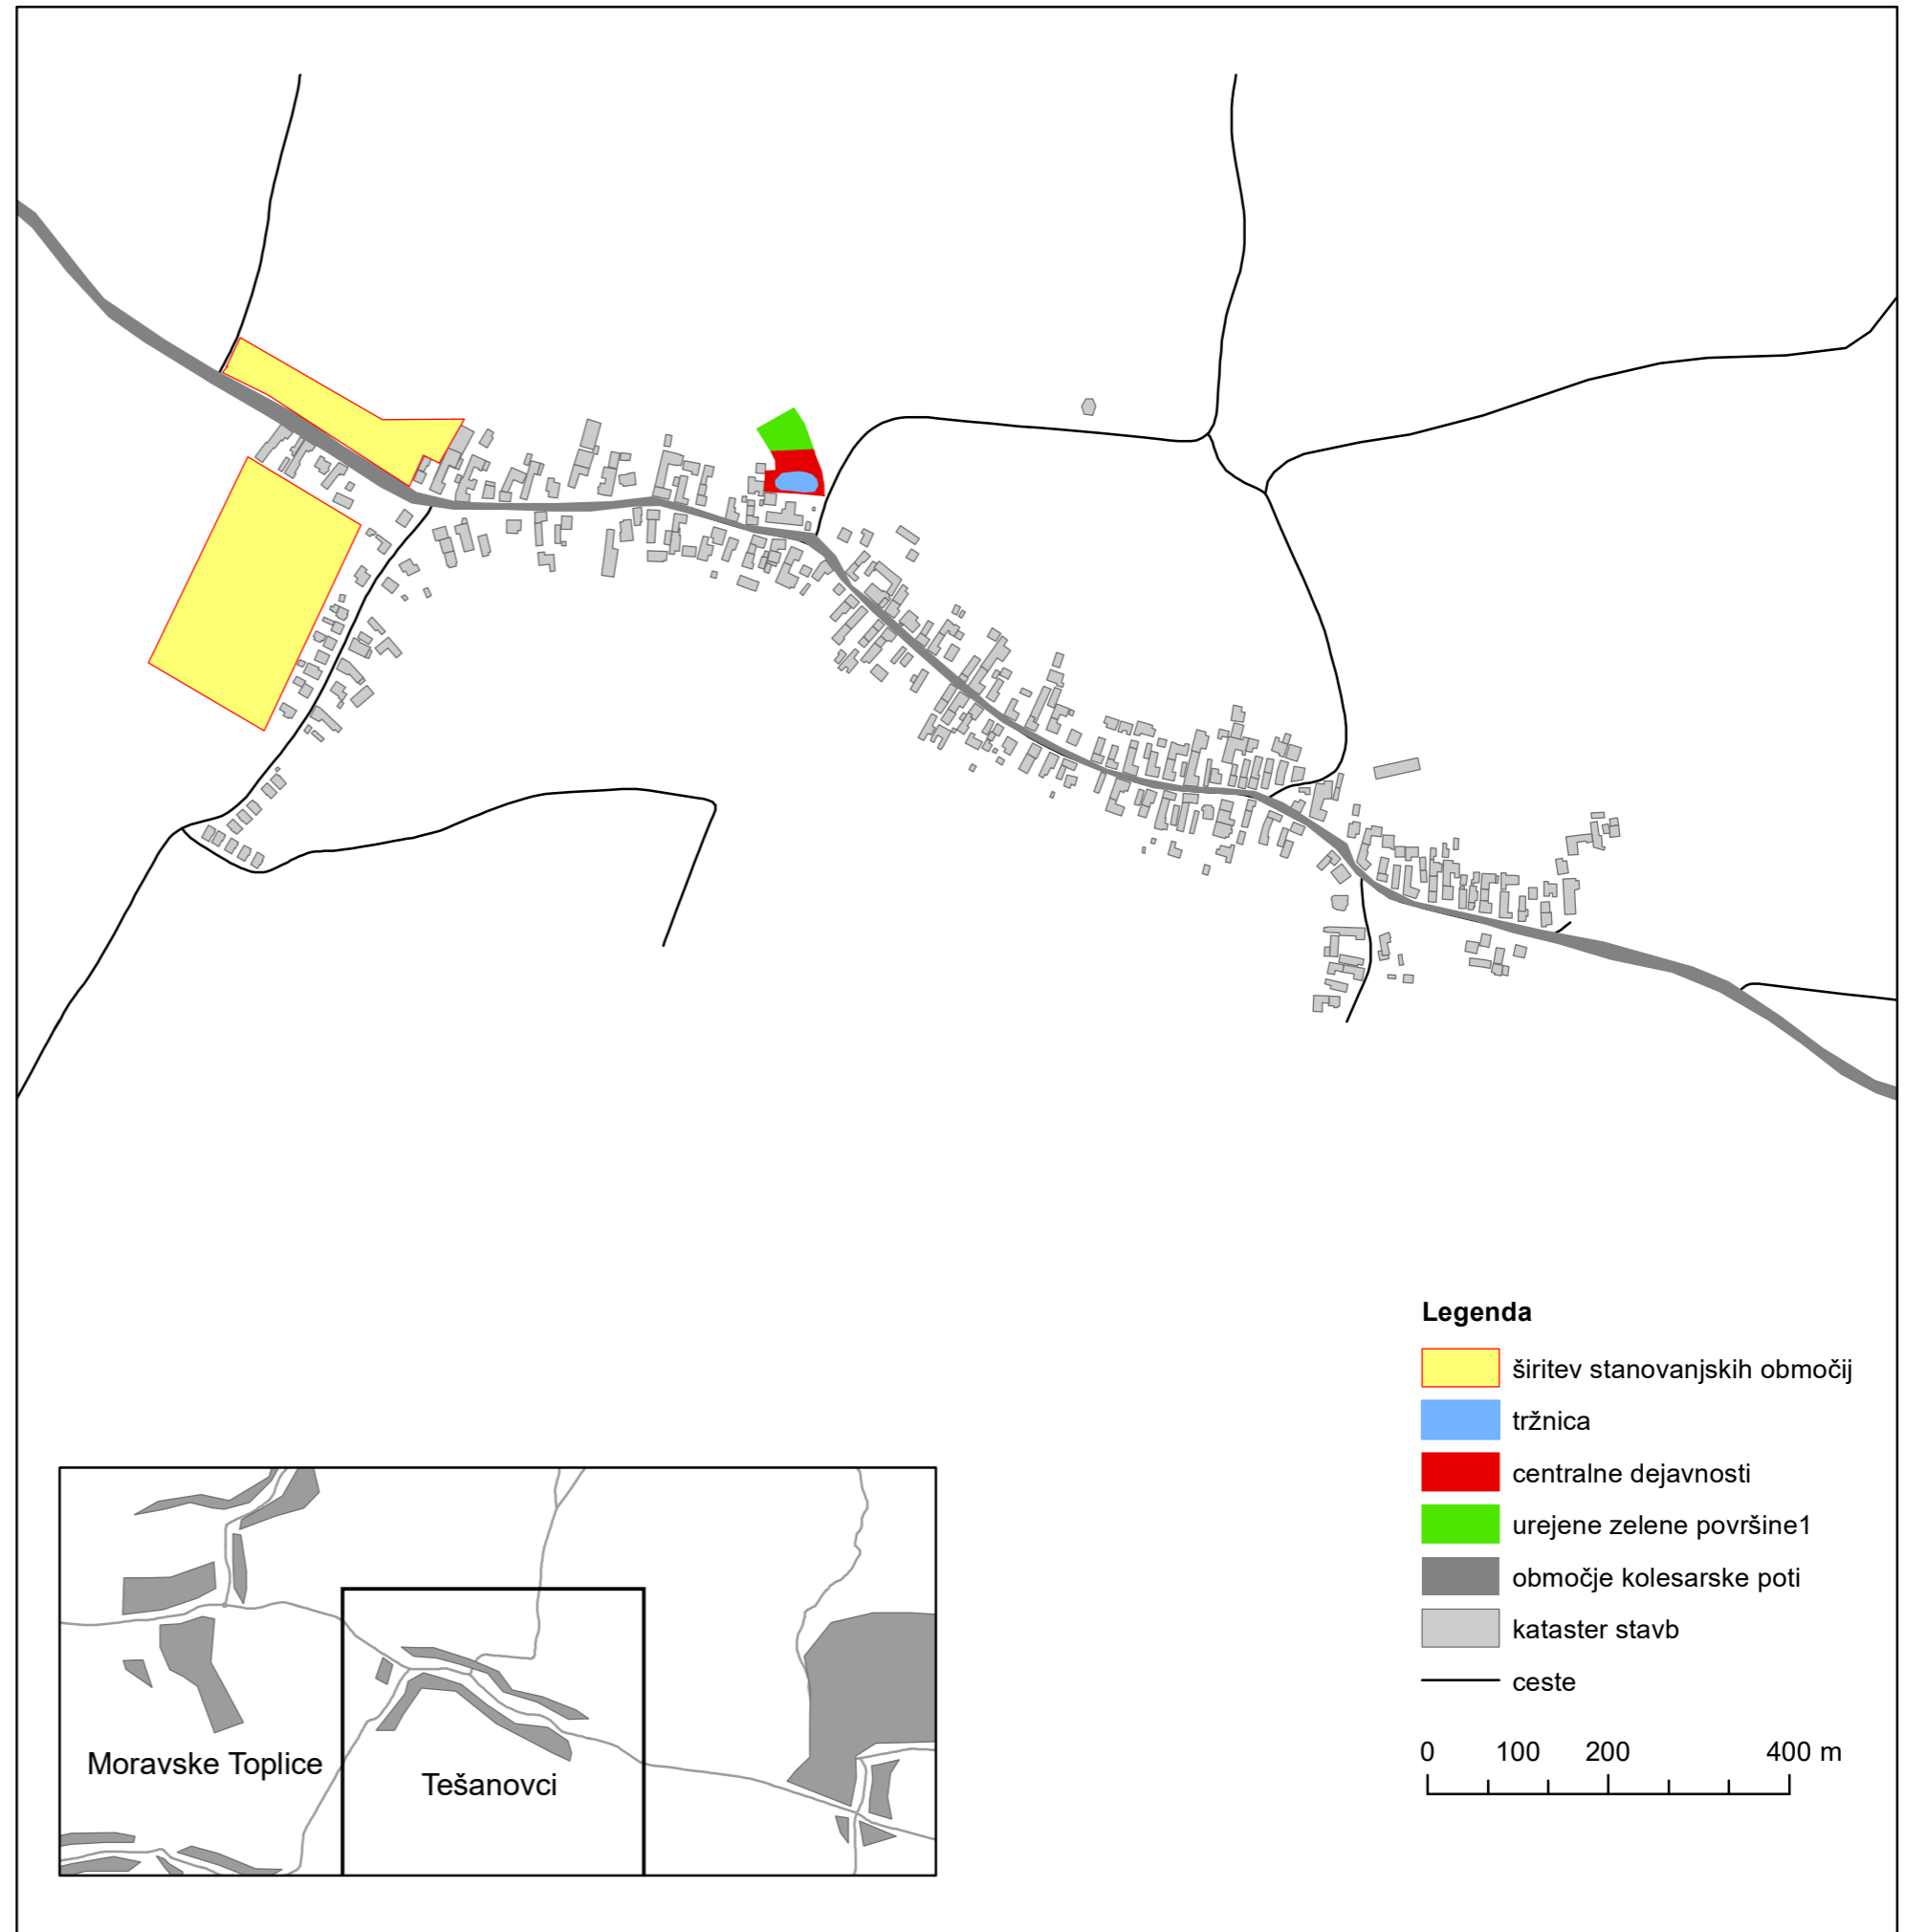 Legenda
širitev stanovanjskih območij
tržnica
centralne dejavnosti
urejene zelene površine1
območje kolesarske poti
kataster stavb
ceste
0 100 200 400 m
Moravske Toplice
Tešanovci